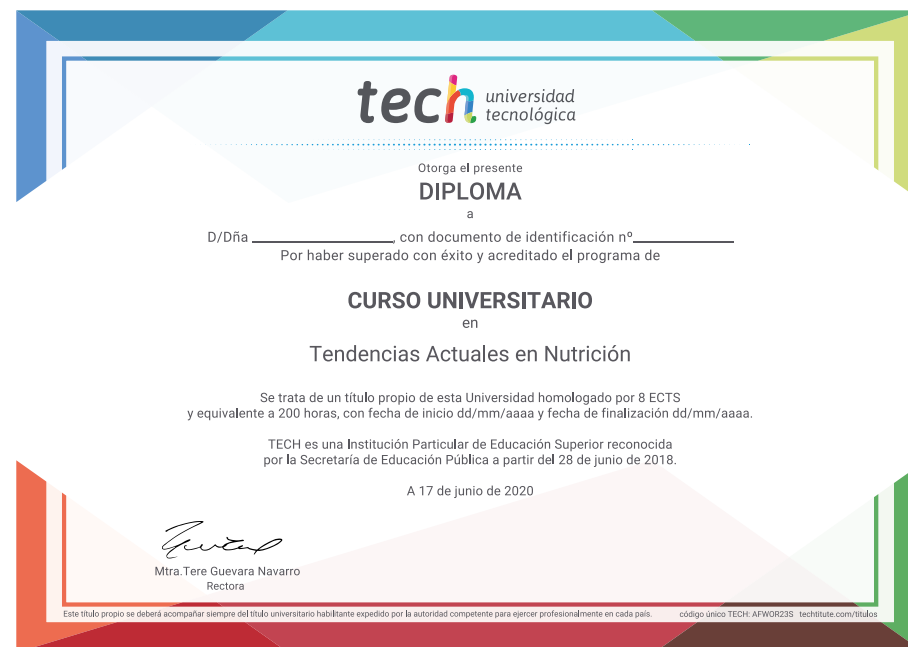 tech universidad
tecnológica
Otorga el presente
DIPLOMA
a
D/Dña ____________________, con documento de identificación nº______________
Por haber superado con éxito y acreditado el programa de
CURSO UNIVERSITARIO
en
Tendencias Actuales en Nutrición
Se trata de un título propio de esta Universidad homologado por 8 ECTS
y equivalente a 200 horas, con fecha de inicio dd/mm/aaaa y fecha de finalización dd/mm/aaaa.
TECH es una Institución Particular de Educación Superior reconocida
por la Secretaría de Educación Pública a partir del 28 de junio de 2018.
A 17 de junio de 2020
Mtra.Tere Guevara Navarro
Rectora
Este título propio se deberá acompañar siempre del título universitario habilitante expedido por la autoridad competente para ejercer profesionalmente en cada país. código único TECH: AFWOR23S techtitute.com/títulos